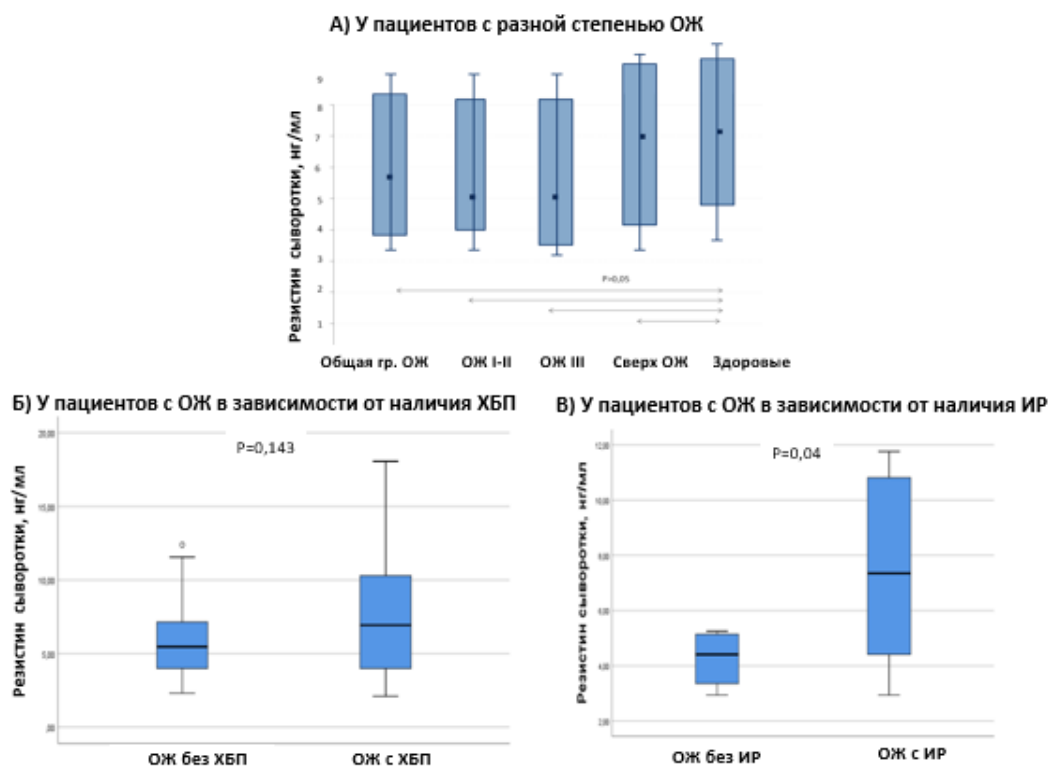 А) У пациентов с разной степенью ОЖ
Резистин сыворотки, нг/мл
9
8
7
6
5
4
3
2
1
P=0,05
Общая гр. ОЖ ОЖ I-II ОЖ III Сверх ОЖ Здоровые
Б) У пациентов с ОЖ в зависимости от наличия ХБП
Резистин сыворотки, нг/мл
20,00
15,00
10,00
5,00
,00
P=0,143
ОЖ без ХБП ОЖ с ХБП
В) У пациентов с ОЖ в зависимости от наличия ИР
Резистин сыворотки, нг/мл
12,00
10,00
8,00
6,00
4,00
2,00
P=0,04
ОЖ без ИР ОЖ с ИР